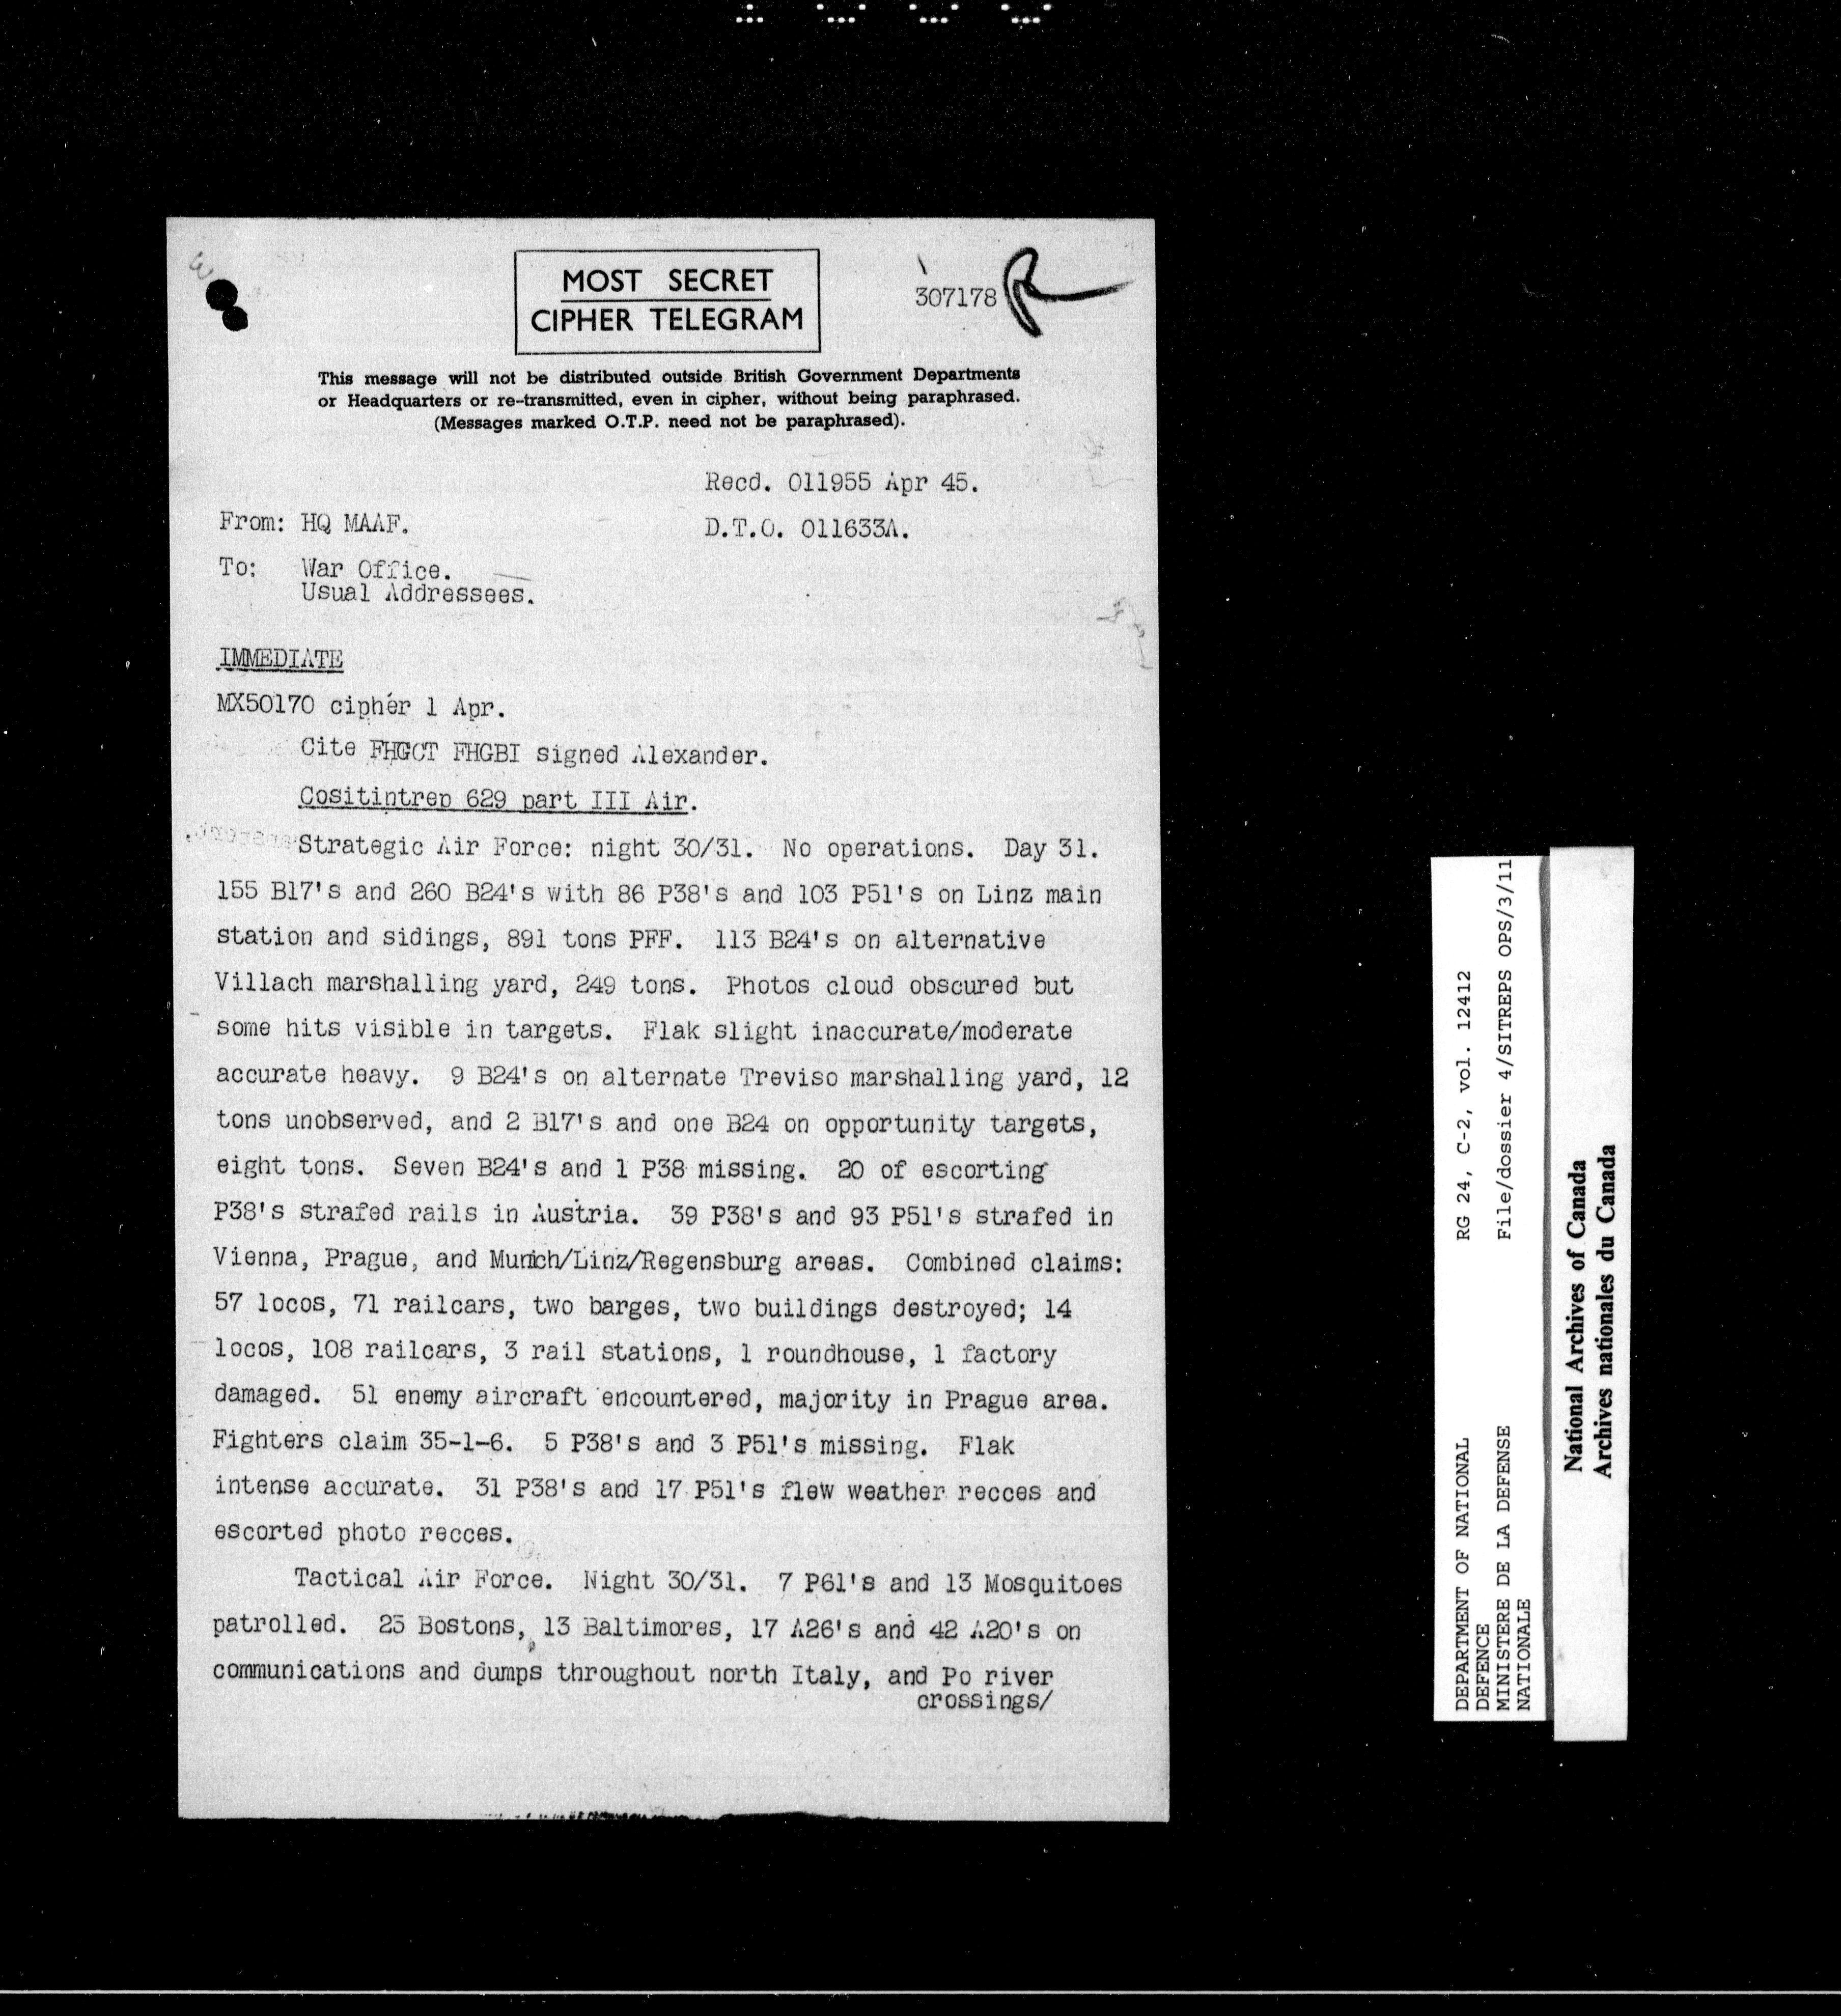 MOST SECRET
CIPHER TELEGRAM
307178
This message will not be distributed outside British Government Departments
or Headquarters or re-transmitted, even in cipher, without being paraphrased.
(Messages marked O.T.P. need not be paraphrased).
Recd. 011955 Apr 45.
From: HQ MAAF.
D.T.O. 011633A.
To: War Office.
Usual Addressees.
IMMEDIATE
MX50170 cipher 1 Apr.
Cite FHGCT FHGBI signed Alexander.
Cositintrep 629 part III Air.
Strategic Air Force: night 30/31. No operations. Day 31.
155 B17's and 260 B24's with 86 P38's and 103 P51's on Linz main
station and sidings, 891 tons PFF. 113 B24's on alternative
Villach marshalling yard, 249 tons. Photos cloud obscured but
some hits visible in targets. Flak slight inaccurate/moderate
accurate heavy. 9 B24's on alternate Treviso marshalling yard, 12
tons unobserved, and 2 B17's and one B24 on opportunity targets,
eight tons. Seven B24's and 1 P38 missing. 20 of escorting
P38's strafed rails in Austria. 39 P38's and 93 P51's strafed in
Vienna, Prague, and Munich/Linz/Regensburg areas. Combined claims:
57 locos, 71 railcars, two barges, two buildings destroyed; 14
locos, 108 railcars, 3 rail stations, 1 roundhouse, 1 factory
damaged. 51 enemy aircraft encountered, majority in Prague area.
Fighters claim 35-1-6. 5 P38's and 3 P51's missing. Flak
intense accurate. 31 P38's and 17 P51's flew weather recces and
escorted photo recces.
Tactical Air Force. Night 30/31. 7 P61's and 13 Mosquitoes
patrolled. 25 Bostons, 13 Baltimores, 17 A26's and 42 A20's on
communications and dumps throughout north Italy, and Po river
crossings/
DEPARTMENT OF NATIONAL
DEFENCE
MINISTERE DE LA DEFENSE
NATIONALE
RG 24, C-2, vol. 12412
File/dossier 4/SITREPS OPS/3/11
National Archives of Canada
Archives nationales du Canada